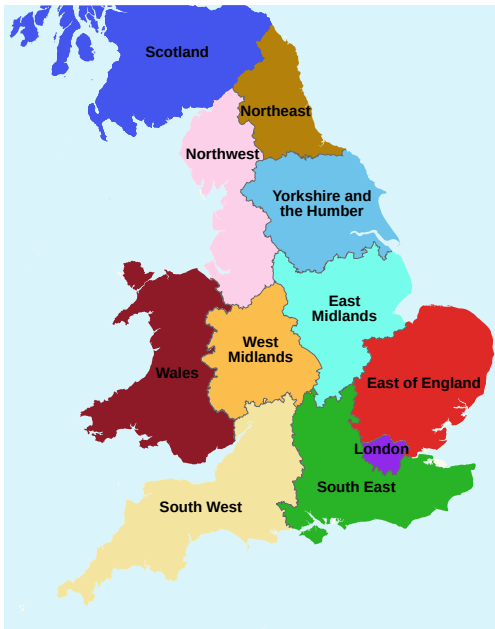 Scotland
Northeast
Northwest
Yorkshire and
the Humber
East
Midlands
West
Midlands
Wales
East of England
London
South East
South West